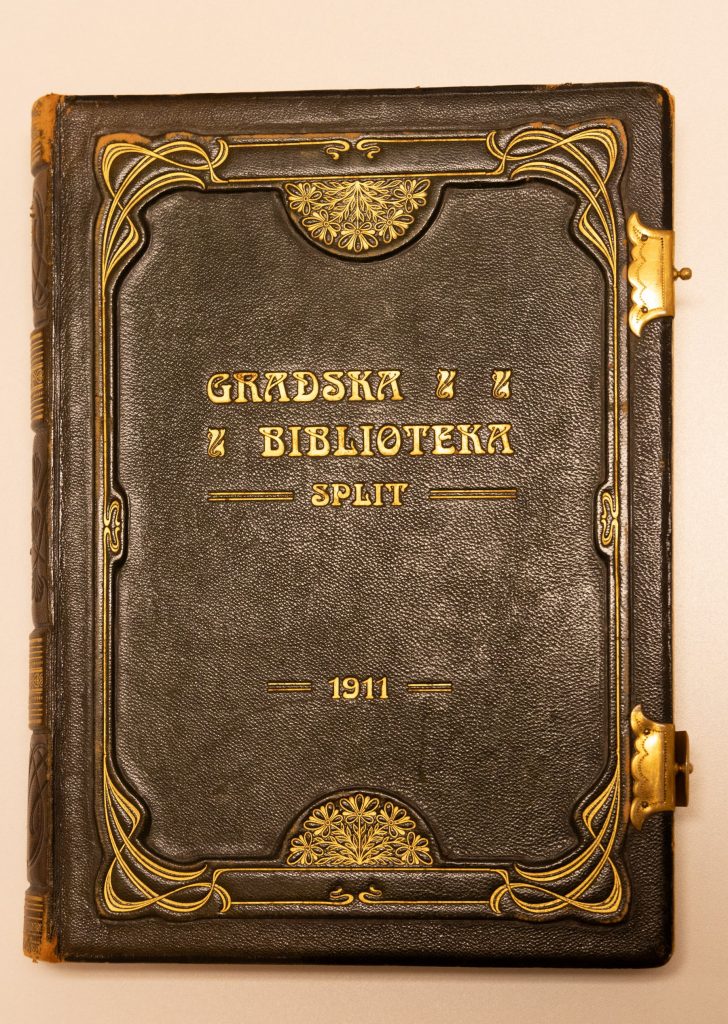 GRADSKA
BIBLIOTEKA
SPLIT
1911